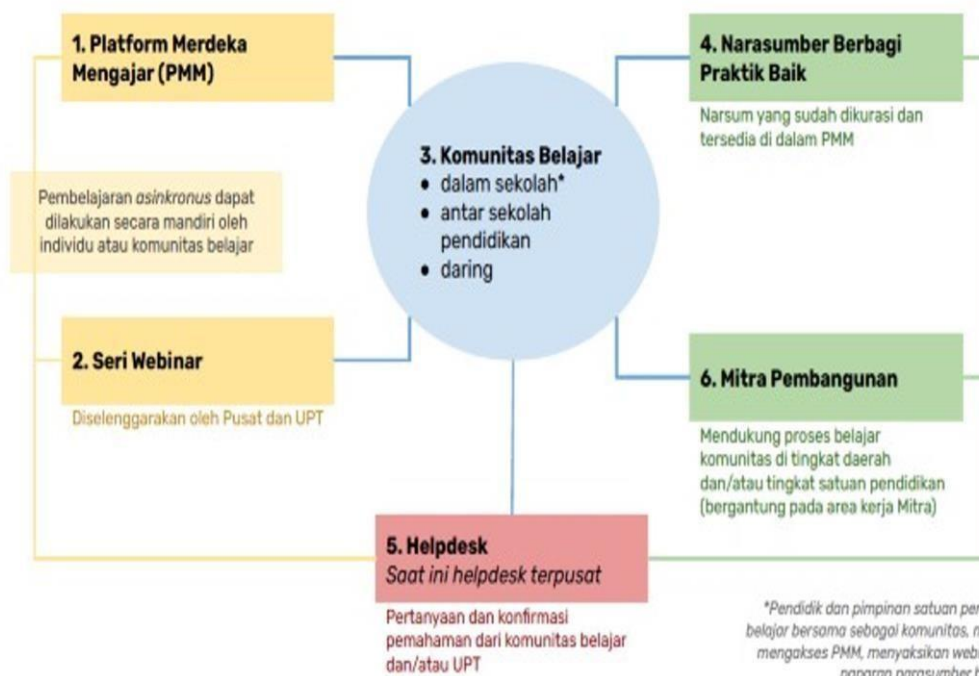 1. Platform Merdeka
Mengajar (PMM)
Pembelajaran asinkronus dapat
dilakukan secara mandiri oleh
individu atau komunitas belajar
2. Seri Webinar
Diselenggarakan oleh Pusat dan UPT
3. Komunitas Belajar
• dalam sekolah*
• antar sekolah
pendidikan
• daring
4. Narasumber Berbagi
Praktik Baik
Narsum yang sudah dikurasi dan
tersedia di dalam PMM
6. Mitra Pembangunan
Mendukung proses belajar
komunitas di tingkat daerah
dan/atau tingkat satuan pendidikan
(bergantung pada area kerja Mitra)
5. Helpdesk
Saat ini helpdesk terpusat
Pertanyaan dan konfirmasi
pemahaman dari komunitas belajar
dan/atau UPT
*Pendidik dan pimpinan satuan
belajar bersama sebagai komunitas,
mengakses PMM, menyaksikan